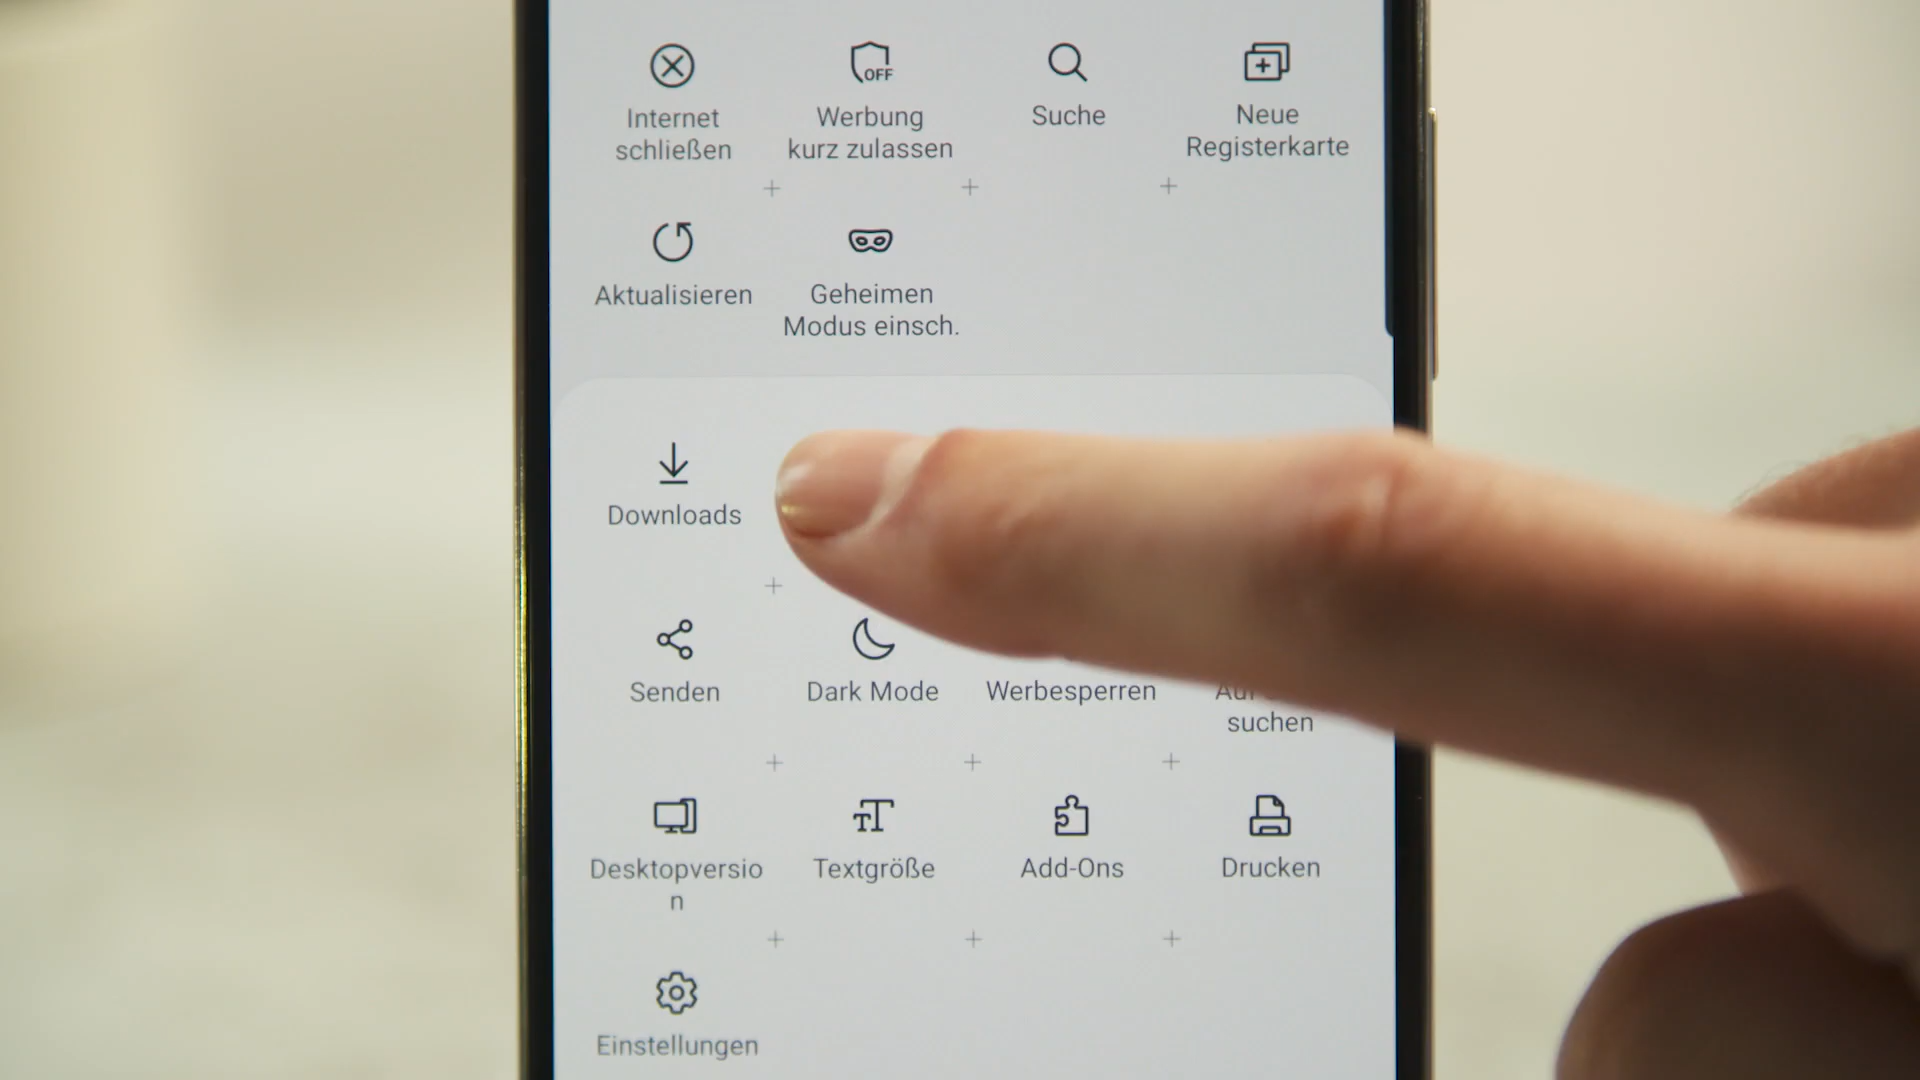 OFF
Internet
schließen
Werbung
kurz zulassen
Suche
Neue
Registerkarte
Aktualisieren
Geheimen
Modus einsch.
Downloads
Senden
Dark Mode
Werbesperren
suchen
Desktopversio
n
Textgröße
Add-Ons
Drucken
Einstellungen